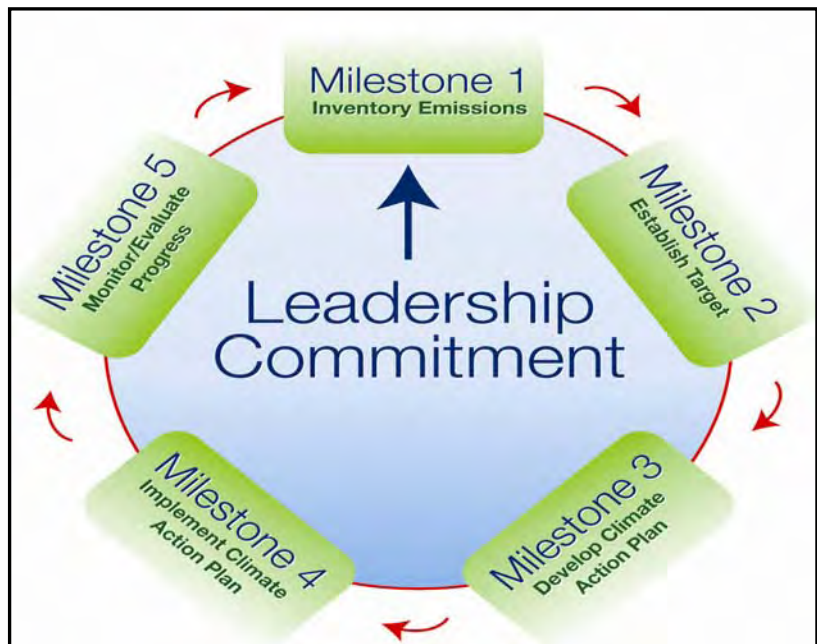 Milestone 1
Inventory Emissions
Milestone 2
Establish Target
Milestone 3
Develop Climate
Action Plan
Milestone 4
Implement Climate
Action Plan
Milestone 5
Monitor/Evaluate
Progress
Leadership
Commitment